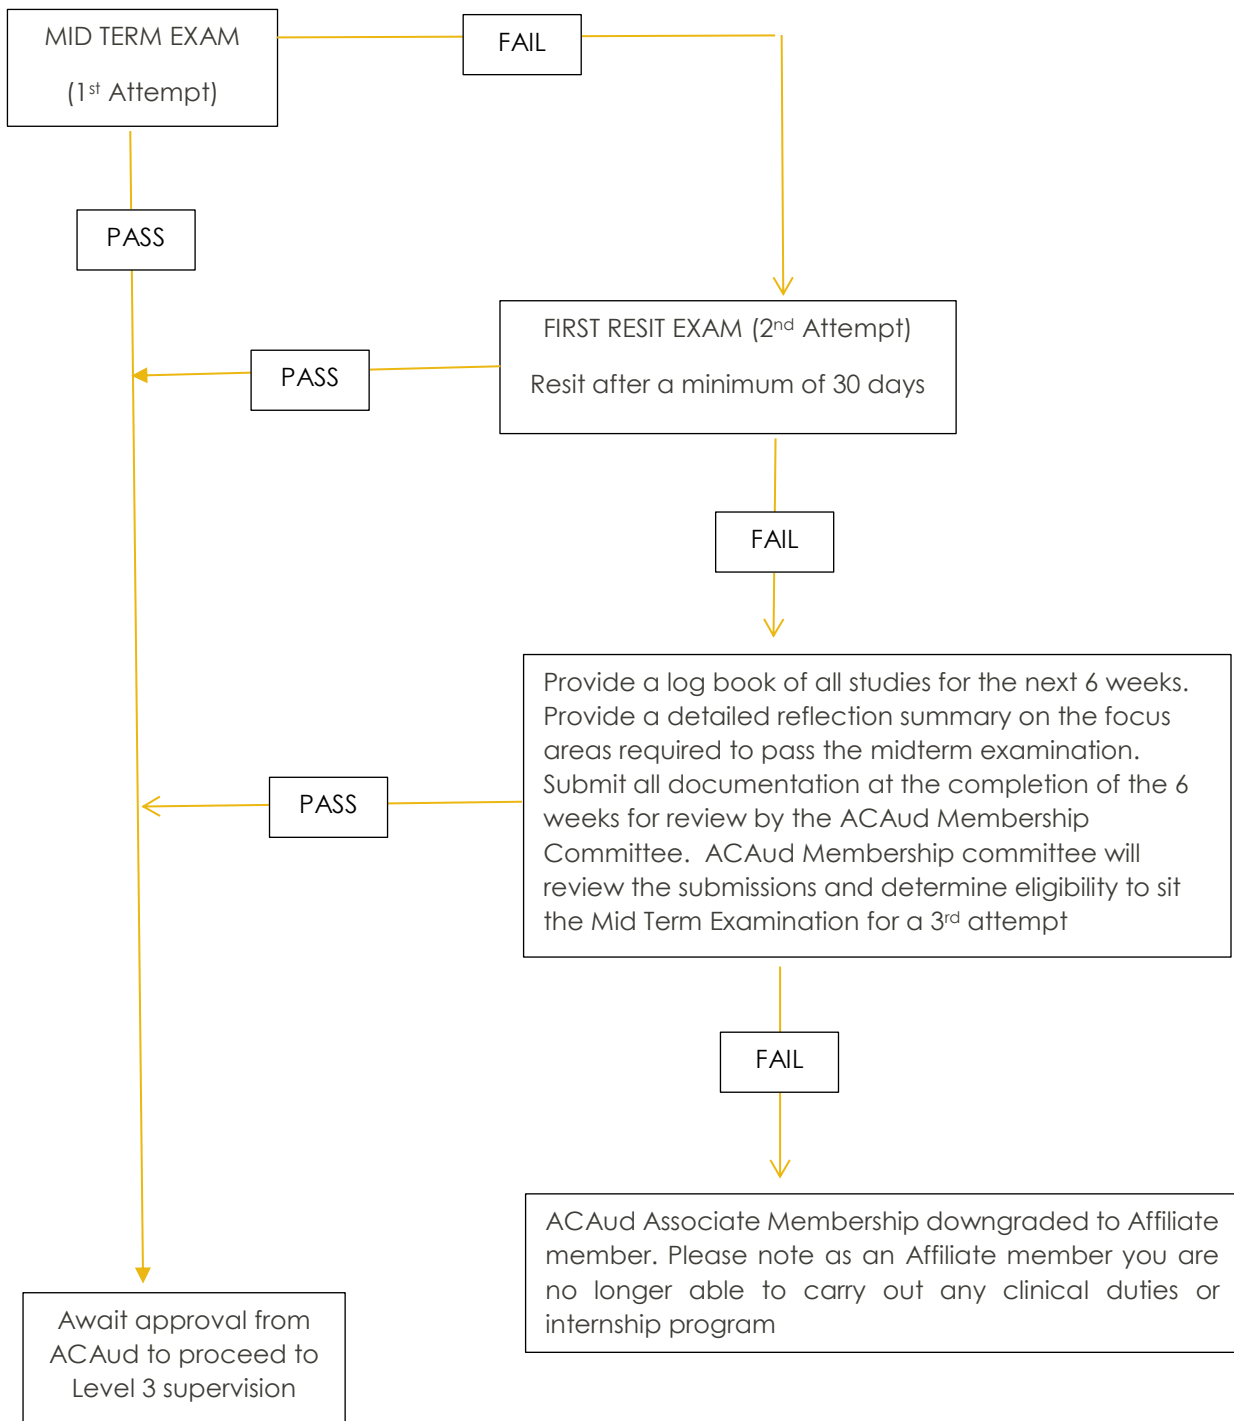 MID TERM EXAM
(1st Attempt)
FAIL
PASS
FIRST RESIT EXAM (2nd Attempt)
Resit after a minimum of 30 days
PASS
FAIL
Provide a log book of all studies for the next 6 weeks.
Provide a detailed reflection summary on the focus
areas required to pass the midterm examination.
Submit all documentation at the completion of the 6
weeks for review by the ACAud Membership
Committee.  ACAud Membership committee will
review the submissions and determine eligibility to sit
the Mid Term Examination for a 3rd attempt
PASS
FAIL
ACAud Associate Membership downgraded to Affiliate
member. Please note as an Affiliate member you are
no longer able to carry out any clinical duties or
internship program
Await approval from
ACAud to proceed to
Level 3 supervision